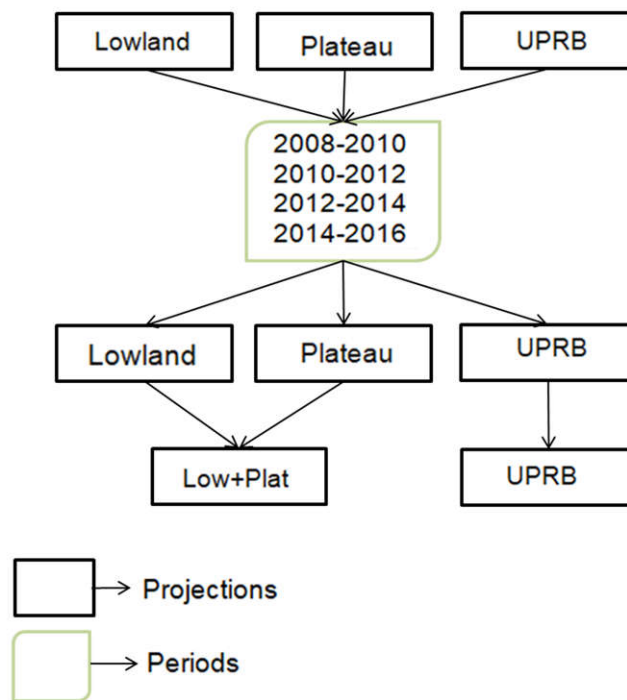 Lowland
Plateau
UPRB
2008-2010
2010-2012
2012-2014
2014-2016
Lowland
Plateau
UPRB
Low+Plat
UPRB
Projections
Periods